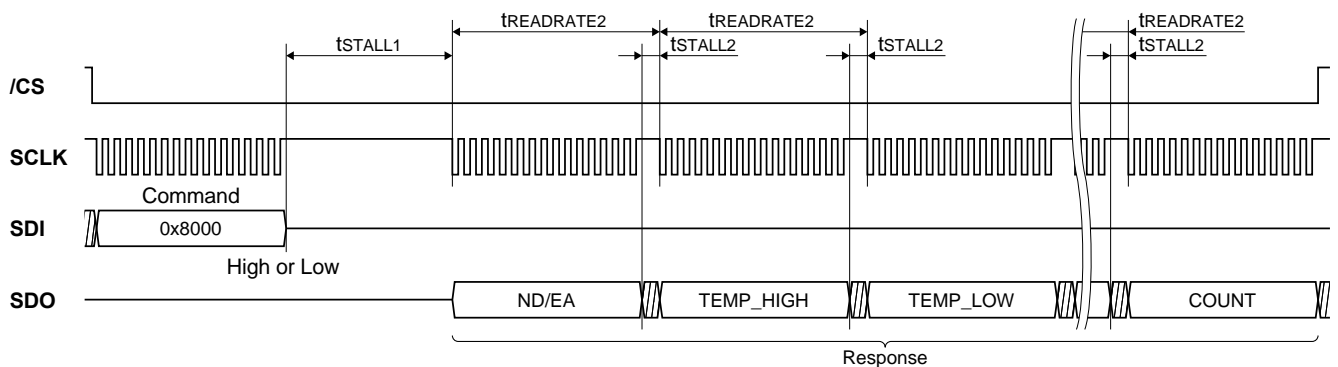 tREADRATE2 tREADRATE2 tREADRATE2
tSTALL1 tSTALL2 tSTALL2 tSTALL2
/CS
SCLK
Command
SDI 0x8000
High or Low
SDO ND/EA TEMP_HIGH TEMP_LOW COUNT
Response